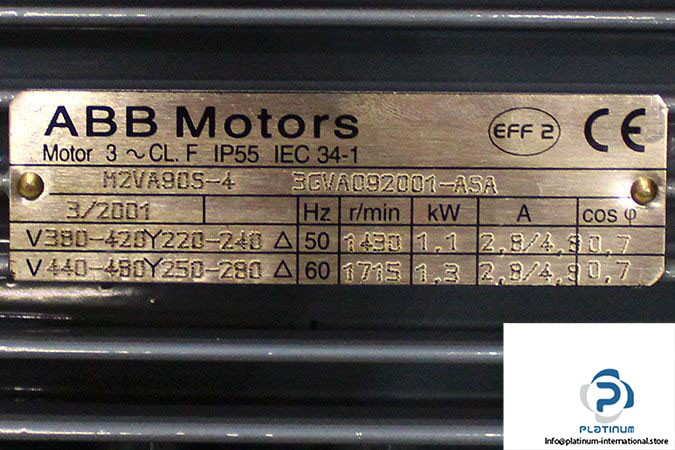 ABB Motors EFF 2 CE
Motor 3 ~ CL. F IP55 IEC 34-1
M2VA90S-4 3GVA092001-ASA
3/2001 Hz r/min kW A cos φ
V 380-420Y220-240 Δ 50 1430 1,1 2,8/4,8 0,7
V 440-480Y250-280 Δ 60 1715 1,3 2,8/4,8 0,7
P
PLATINUM
Info@platinum-international.store